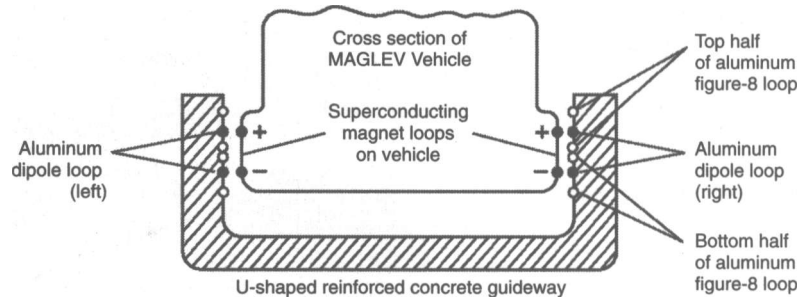 Cross section of
MAGLEV Vehicle
Top half
of aluminum
figure-8 loop
Superconducting
magnet loops
on vehicle
+
+
−
−
Aluminum
dipole loop
(left)
Aluminum
dipole loop
(right)
Bottom half
of aluminum
figure-8 loop
U-shaped reinforced concrete guideway